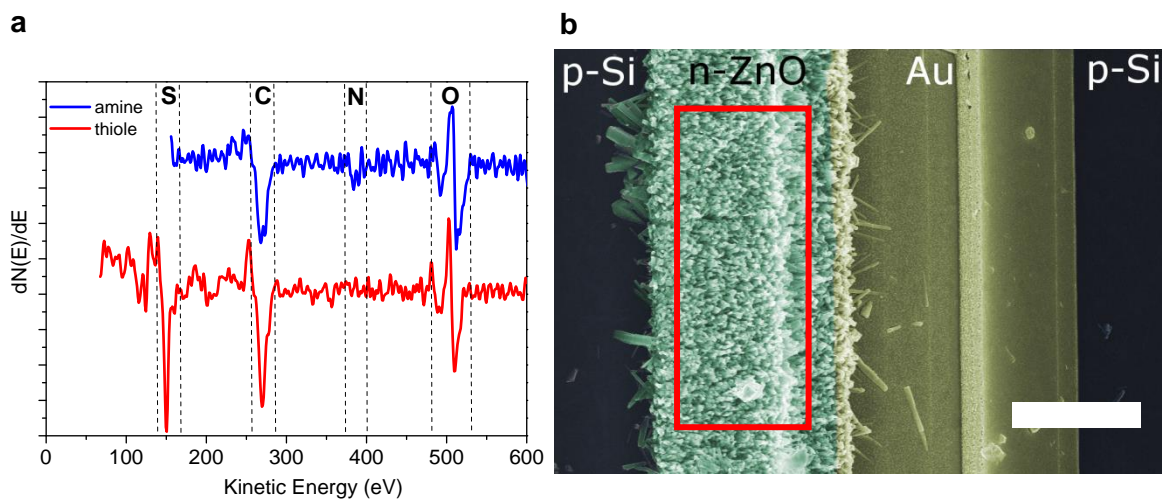 a
b
S
C
N
O
amine
thiole
dN(E)/dE
0
100
200
300
400
500
600
Kinetic Energy (eV)
p-Si
n-ZnO
Au
p-Si